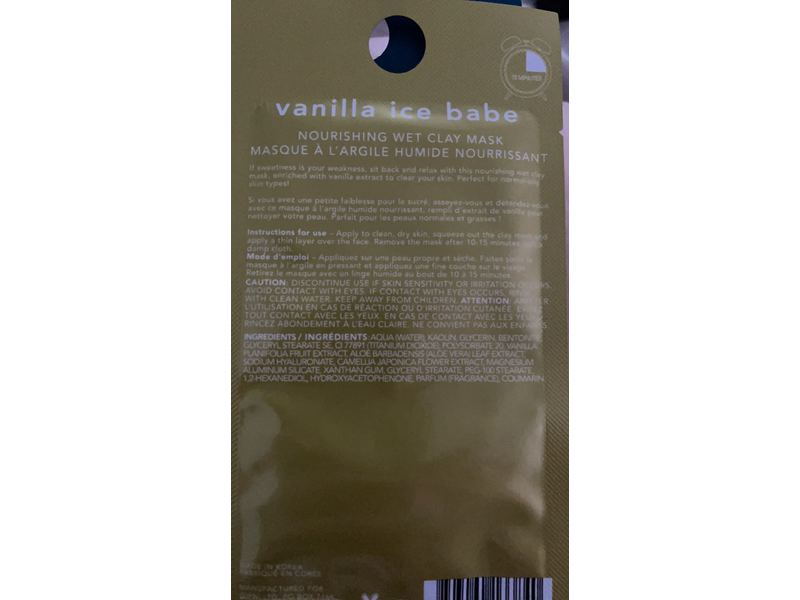 15 MINUTES
vanilla ice babe
NOURISHING WET CLAY MASK
MASQUE À L'ARGILE HUMIDE NOURRISSANT
If sweetness is your weakness, sit back and relax with this nourishing wet clay
mask, enriched with vanilla extract to clear your skin. Perfect for normal
skin types!
Si vous avez une petite faiblesse pour le sucré, asseyez-vous et détendez-vous
avec ce masque à l'argile humide nourrissant, rempli d'extrait de vanille pour
nettoyer votre peau. Parfait pour les peaux normales et grasses !
Instructions for use – Apply to clean, dry skin, squeeze out the clay mask and
apply a thin layer over the face. Remove the mask after 10-15 minutes with a
damp cloth.
Mode d'emploi – Appliquez sur une peau propre et sèche. Faites sortir le
masque à l'argile en pressant et appliquez une fine couche sur le visage.
Retirez le masque avec un linge humide au bout de 10 à 15 minutes.
CAUTION: DISCONTINUE USE IF SKIN SENSITIVITY OR IRRITATION OCCURS.
AVOID CONTACT WITH EYES. IF CONTACT WITH EYES OCCURS, RINSE
WITH CLEAN WATER. KEEP AWAY FROM CHILDREN. ATTENTION:
L'UTILISATION EN CAS DE RÉACTION OU D'IRRITATION CUTANÉE. ÉVITEZ
TOUT CONTACT AVEC LES YEUX. EN CAS DE CONTACT AVEC LES YEUX,
RINCEZ ABONDEMENT À L'EAU CLAIRE. NE CONVIENT PAS AUX ENFANTS.
INGREDIENTS / INGRÉDIENTS: AQUA (WATER), KAOLIN, GLYCERIN, BENTONITE,
GLYCERYL STEARATE SE, CI 77891 (TITANIUM DIOXIDE), POLYSORBATE 20, VANILLA
PLANIFOLIA FRUIT EXTRACT, ALOE BARBADENSIS (ALOE VERA) LEAF EXTRACT,
SODIUM HYALURONATE, CAMELLIA JAPONICA FLOWER EXTRACT, MAGNESIUM
ALUMINUM SILICATE, XANTHAN GUM, GLYCERYL STEARATE, PEG-100 STEARATE,
1,2-HEXANEDIOL, HYDROXYACETOPHENONE, PARFUM (FRAGRANCE), COUMARIN
MADE IN KOREA
FABRIQUÉ EN CORÉE
MANUFACTURED FOR